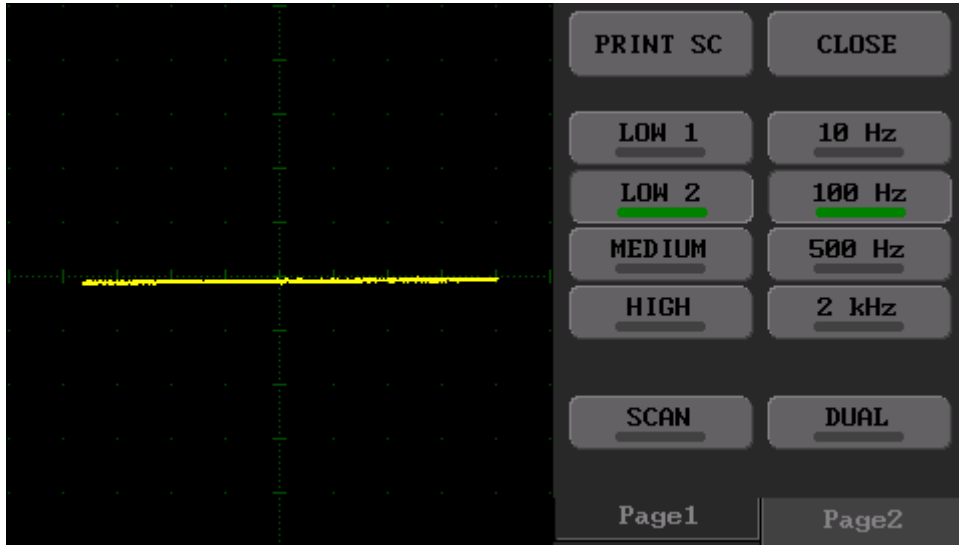 PRINT SC CLOSE
LOW 1 10 Hz
LOW 2 100 Hz
MEDIUM 500 Hz
HIGH 2 kHz
SCAN DUAL
Page1 Page2